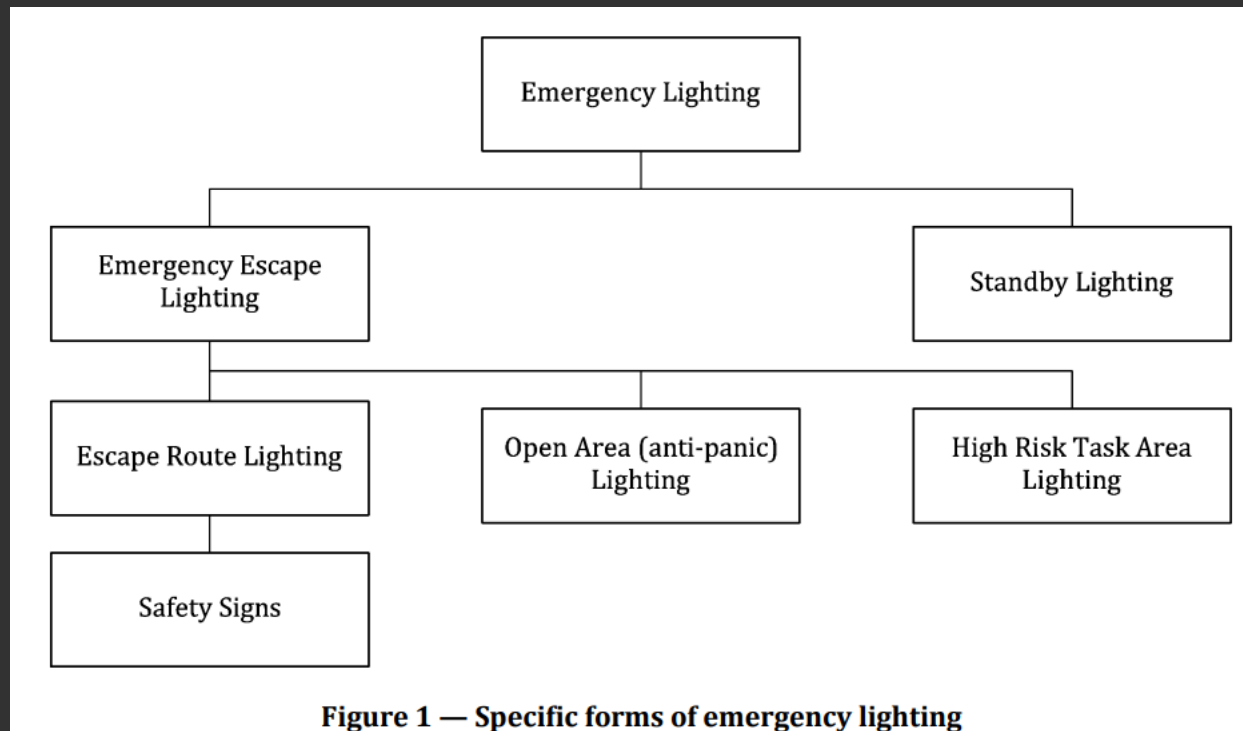 Emergency Lighting
Emergency Escape
Lighting
Standby Lighting
Escape Route Lighting
Open Area (anti-panic)
Lighting
High Risk Task Area
Lighting
Safety Signs
Figure 1 — Specific forms of emergency lighting